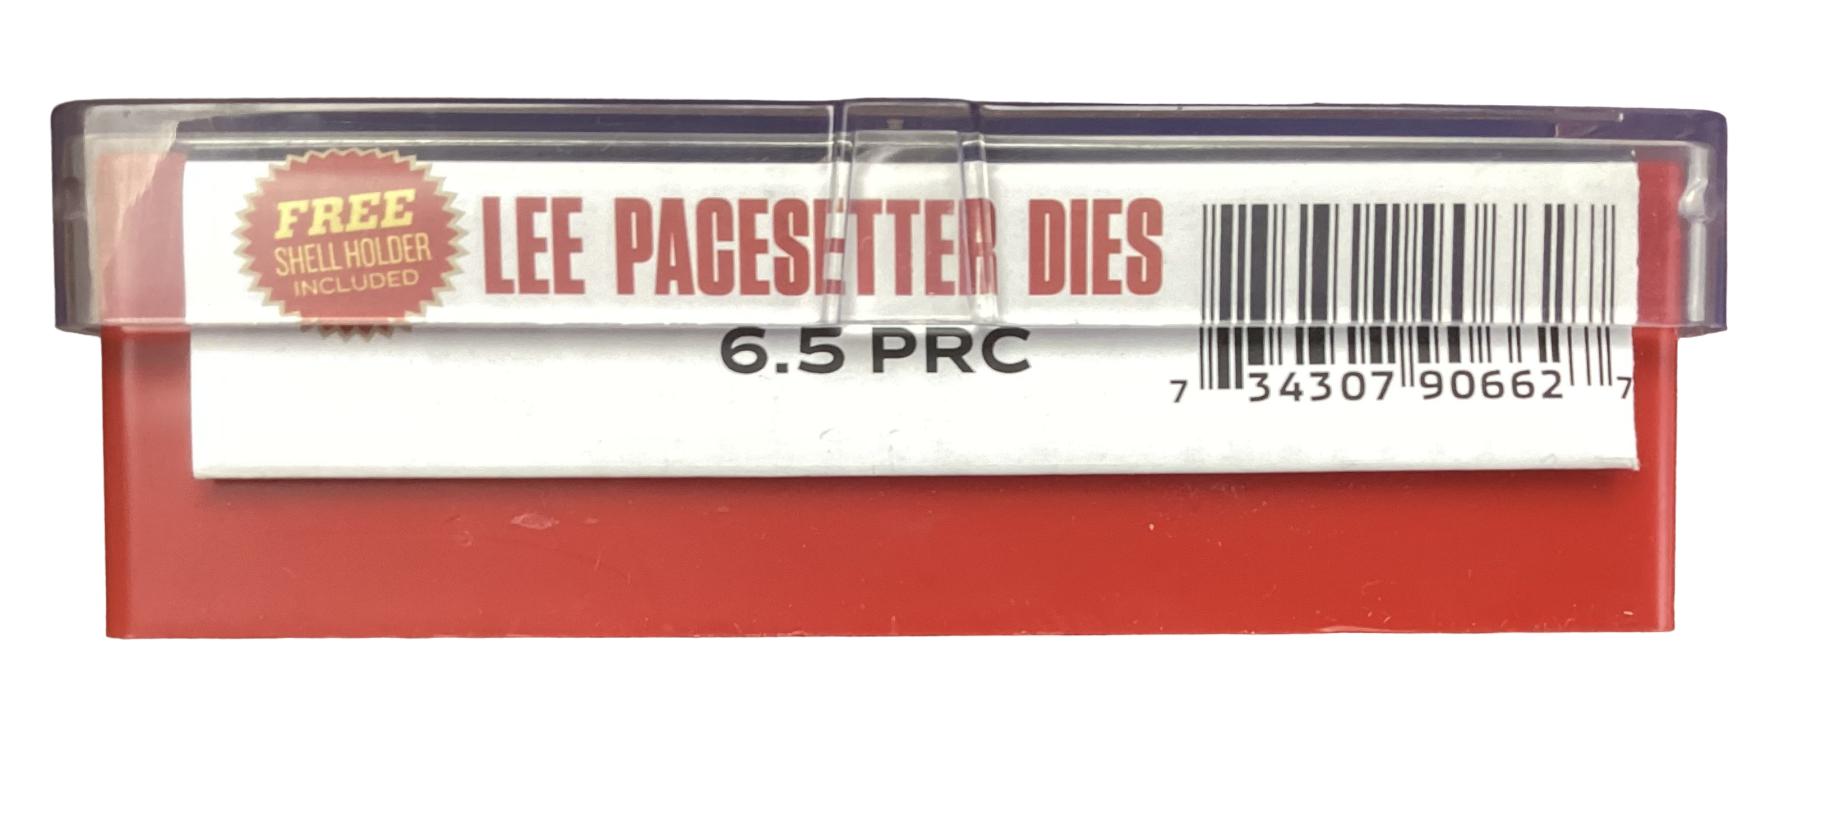 FREE
SHELL HOLDER
INCLUDED
LEE PACESETTER DIES
6.5 PRC
7 34307 90662 7